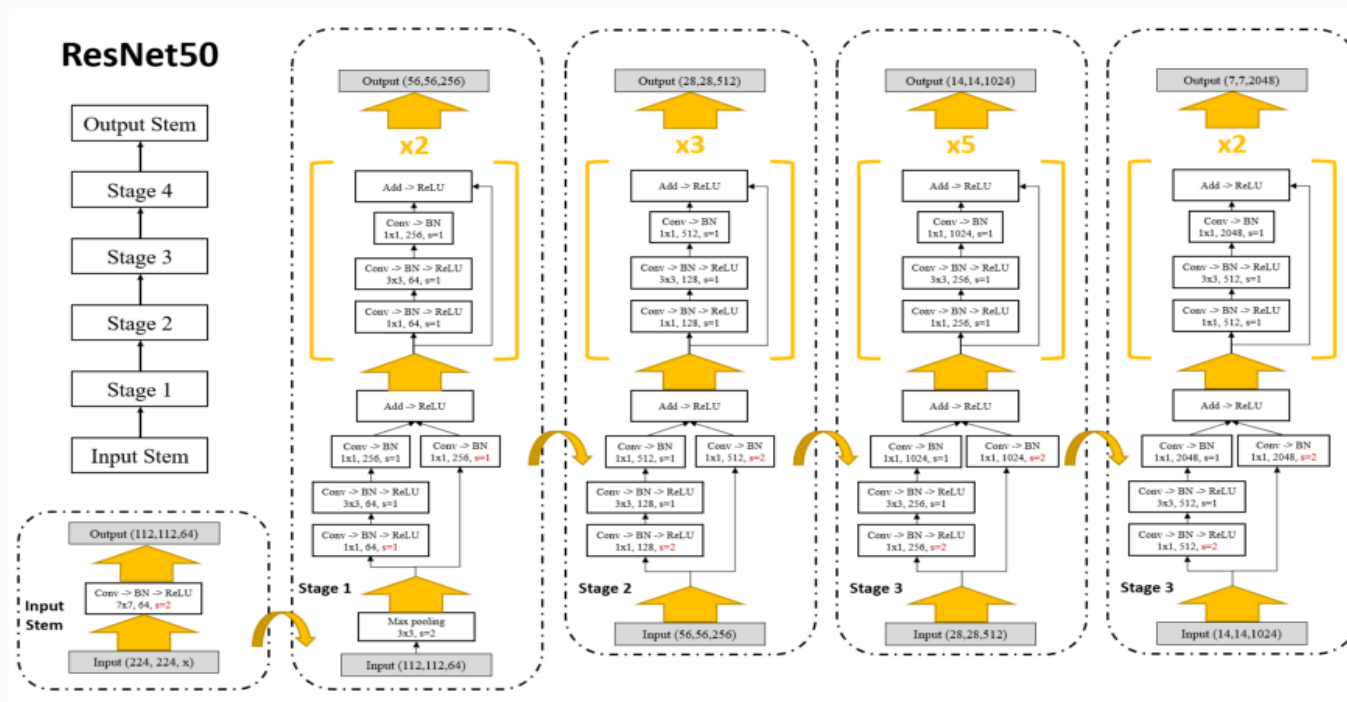 ResNet50
Output Stem
Stage 4
Stage 3
Stage 2
Stage 1
Input Stem
Output (112,112,64)
Conv -> BN -> ReLU
7x7, 64, s=2
Input
Stem
Input (224, 224, x)
Output (56,56,256)
x2
Add -> ReLU
Conv -> BN
1x1, 256, s=1
Conv -> BN -> ReLU
3x3, 64, s=1
Conv -> BN -> ReLU
1x1, 64, s=1
Add -> ReLU
Conv -> BN
1x1, 256, s=1
Conv -> BN
1x1, 256, s=1
Conv -> BN -> ReLU
3x3, 64, s=1
Conv -> BN -> ReLU
1x1, 64, s=1
Stage 1
Max pooling
3x3, s=2
Input (112,112,64)
Output (28,28,512)
x3
Add -> ReLU
Conv -> BN
1x1, 512, s=1
Conv -> BN -> ReLU
3x3, 128, s=1
Conv -> BN -> ReLU
1x1, 128, s=1
Add -> ReLU
Conv -> BN
1x1, 512, s=1
Conv -> BN
1x1, 512, s=2
Conv -> BN -> ReLU
3x3, 128, s=1
Conv -> BN -> ReLU
1x1, 128, s=2
Stage 2
Input (56,56,256)
Output (14,14,1024)
x5
Add -> ReLU
Conv -> BN
1x1, 1024, s=1
Conv -> BN -> ReLU
3x3, 256, s=1
Conv -> BN -> ReLU
1x1, 256, s=1
Add -> ReLU
Conv -> BN
1x1, 1024, s=1
Conv -> BN
1x1, 1024, s=2
Conv -> BN -> ReLU
3x3, 256, s=1
Conv -> BN -> ReLU
1x1, 256, s=2
Stage 3
Input (28,28,512)
Output (7,7,2048)
x2
Add -> ReLU
Conv -> BN
1x1, 2048, s=1
Conv -> BN -> ReLU
3x3, 512, s=1
Conv -> BN -> ReLU
1x1, 512, s=1
Add -> ReLU
Conv -> BN
1x1, 2048, s=1
Conv -> BN
1x1, 2048, s=2
Conv -> BN -> ReLU
3x3, 512, s=1
Conv -> BN -> ReLU
1x1, 512, s=2
Stage 3
Input (14,14,1024)